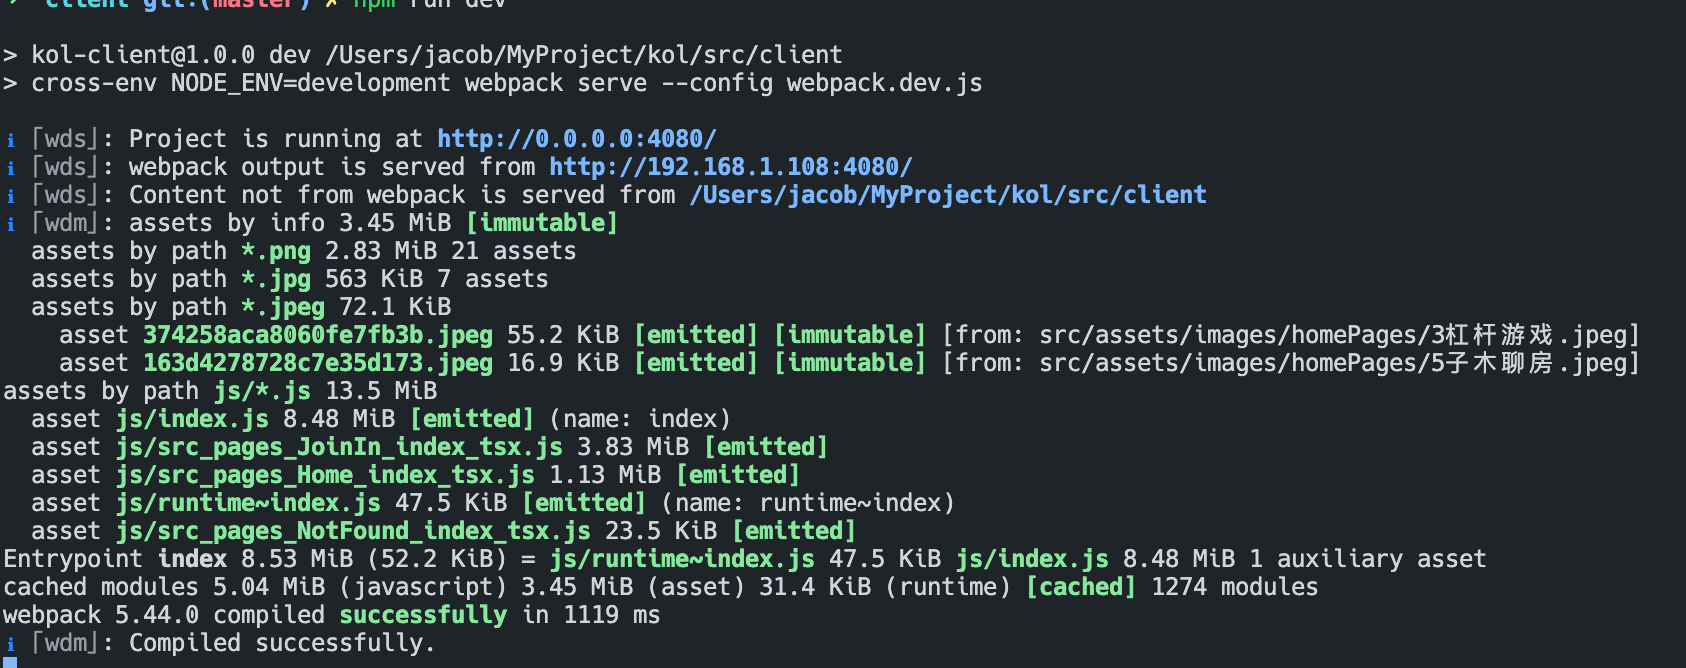 client git:(master) ✗ npm run dev
> kol-client@1.0.0 dev /Users/jacob/MyProject/kol/src/client
> cross-env NODE_ENV=development webpack serve --config webpack.dev.js
ℹ ｢wds｣: Project is running at http://0.0.0.0:4080/
ℹ ｢wds｣: webpack output is served from http://192.168.1.108:4080/
ℹ ｢wds｣: Content not from webpack is served from /Users/jacob/MyProject/kol/src/client
ℹ ｢wdm｣: assets by info 3.45 MiB [immutable]
assets by path *.png 2.83 MiB 21 assets
assets by path *.jpg 563 KiB 7 assets
assets by path *.jpeg 72.1 KiB
asset 374258aca8060fe7fb3b.jpeg 55.2 KiB [emitted] [immutable] [from: src/assets/images/homePages/3杠杆游戏.jpeg]
asset 163d4278728c7e35d173.jpeg 16.9 KiB [emitted] [immutable] [from: src/assets/images/homePages/5子木聊房.jpeg]
assets by path js/*.js 13.5 MiB
asset js/index.js 8.48 MiB [emitted] (name: index)
asset js/src_pages_JoinIn_index_tsx.js 3.83 MiB [emitted]
asset js/src_pages_Home_index_tsx.js 1.13 MiB [emitted]
asset js/runtime~index.js 47.5 KiB [emitted] (name: runtime~index)
asset js/src_pages_NotFound_index_tsx.js 23.5 KiB [emitted]
Entrypoint index 8.53 MiB (52.2 KiB) = js/runtime~index.js 47.5 KiB js/index.js 8.48 MiB 1 auxiliary asset
cached modules 5.04 MiB (javascript) 3.45 MiB (asset) 31.4 KiB (runtime) [cached] 1274 modules
webpack 5.44.0 compiled successfully in 1119 ms
ℹ ｢wdm｣: Compiled successfully.